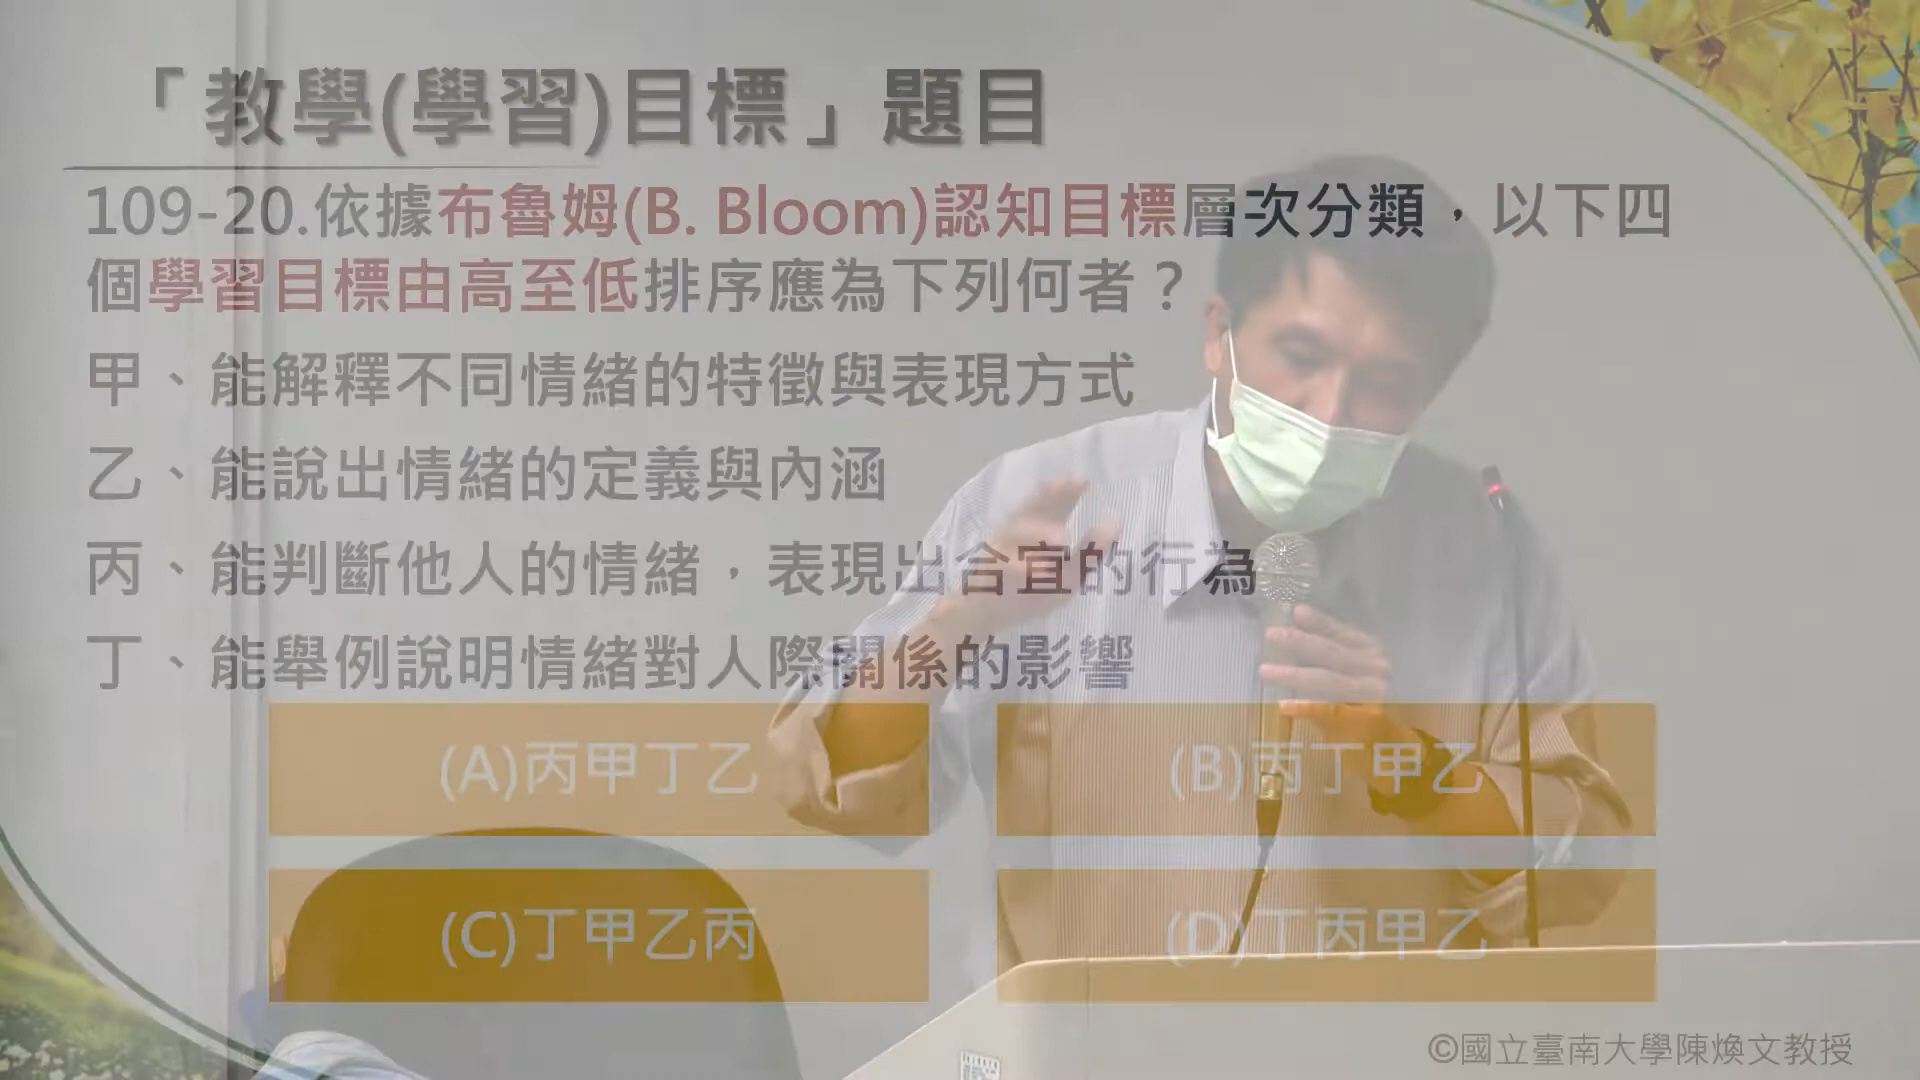 「教學(學習)目標」題目
109-20.依據布魯姆(B. Bloom)認知目標層次分類，以下四
個學習目標由高至低排序應為下列何者？
甲、能解釋不同情緒的特徵與表現方式
乙、能說出情緒的定義與內涵
丙、能判斷他人的情緒，表現出合宜的行為
丁、能舉例說明情緒對人際關係的影響
(A)丙甲丁乙
(B)丙丁甲乙
(C)丁甲乙丙
(D)丁丙甲乙
©國立臺南大學陳煥文教授